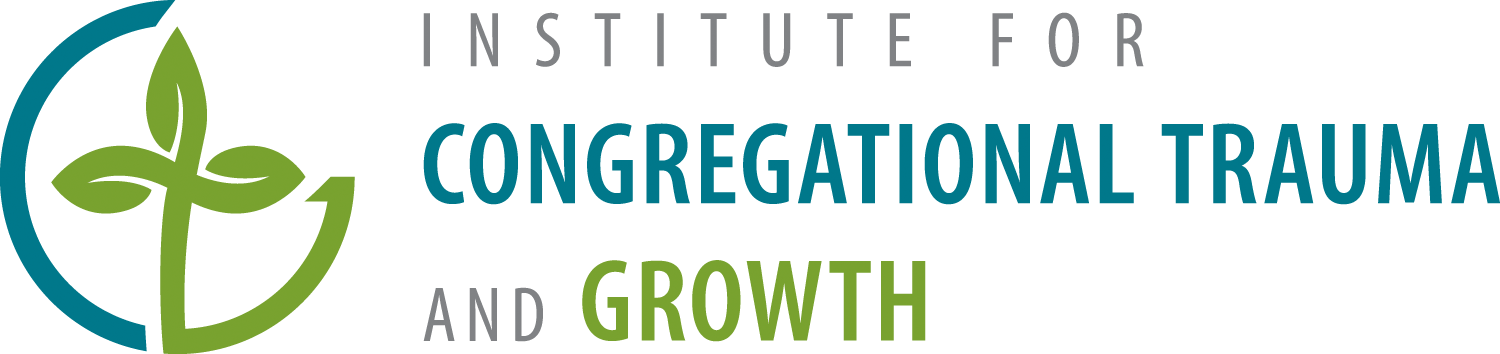 INSTITUTE FOR
CONGREGATIONAL TRAUMA
AND GROWTH